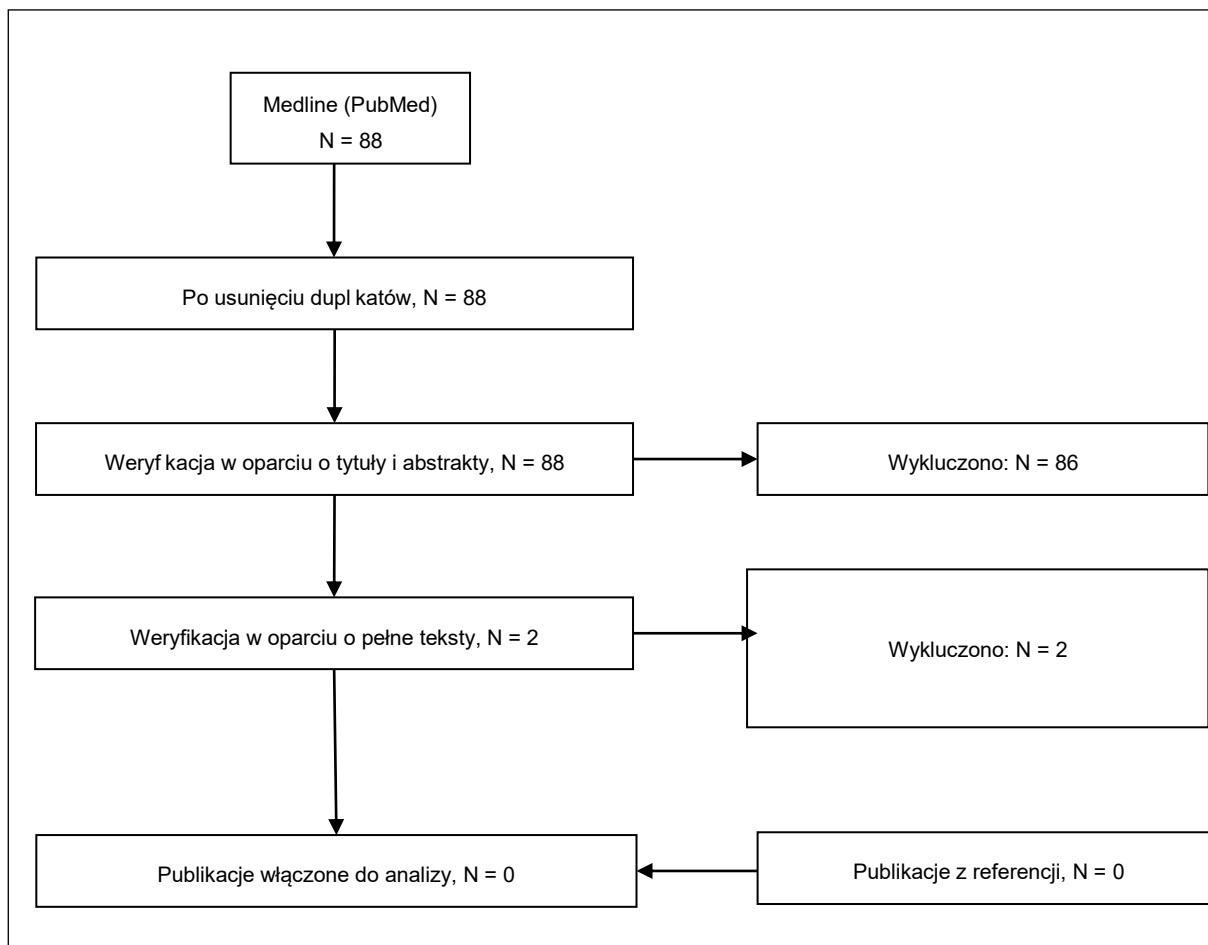 Medline (PubMed)
N = 88
Po usunięciu dupl katów, N = 88
Weryf kacja w oparciu o tytuły i abstrakty, N = 88
Wykluczono: N = 86
Weryfikacja w oparciu o pełne teksty, N = 2
Wykluczono: N = 2
Publikacje włączone do analizy, N = 0
Publikacje z referencji, N = 0